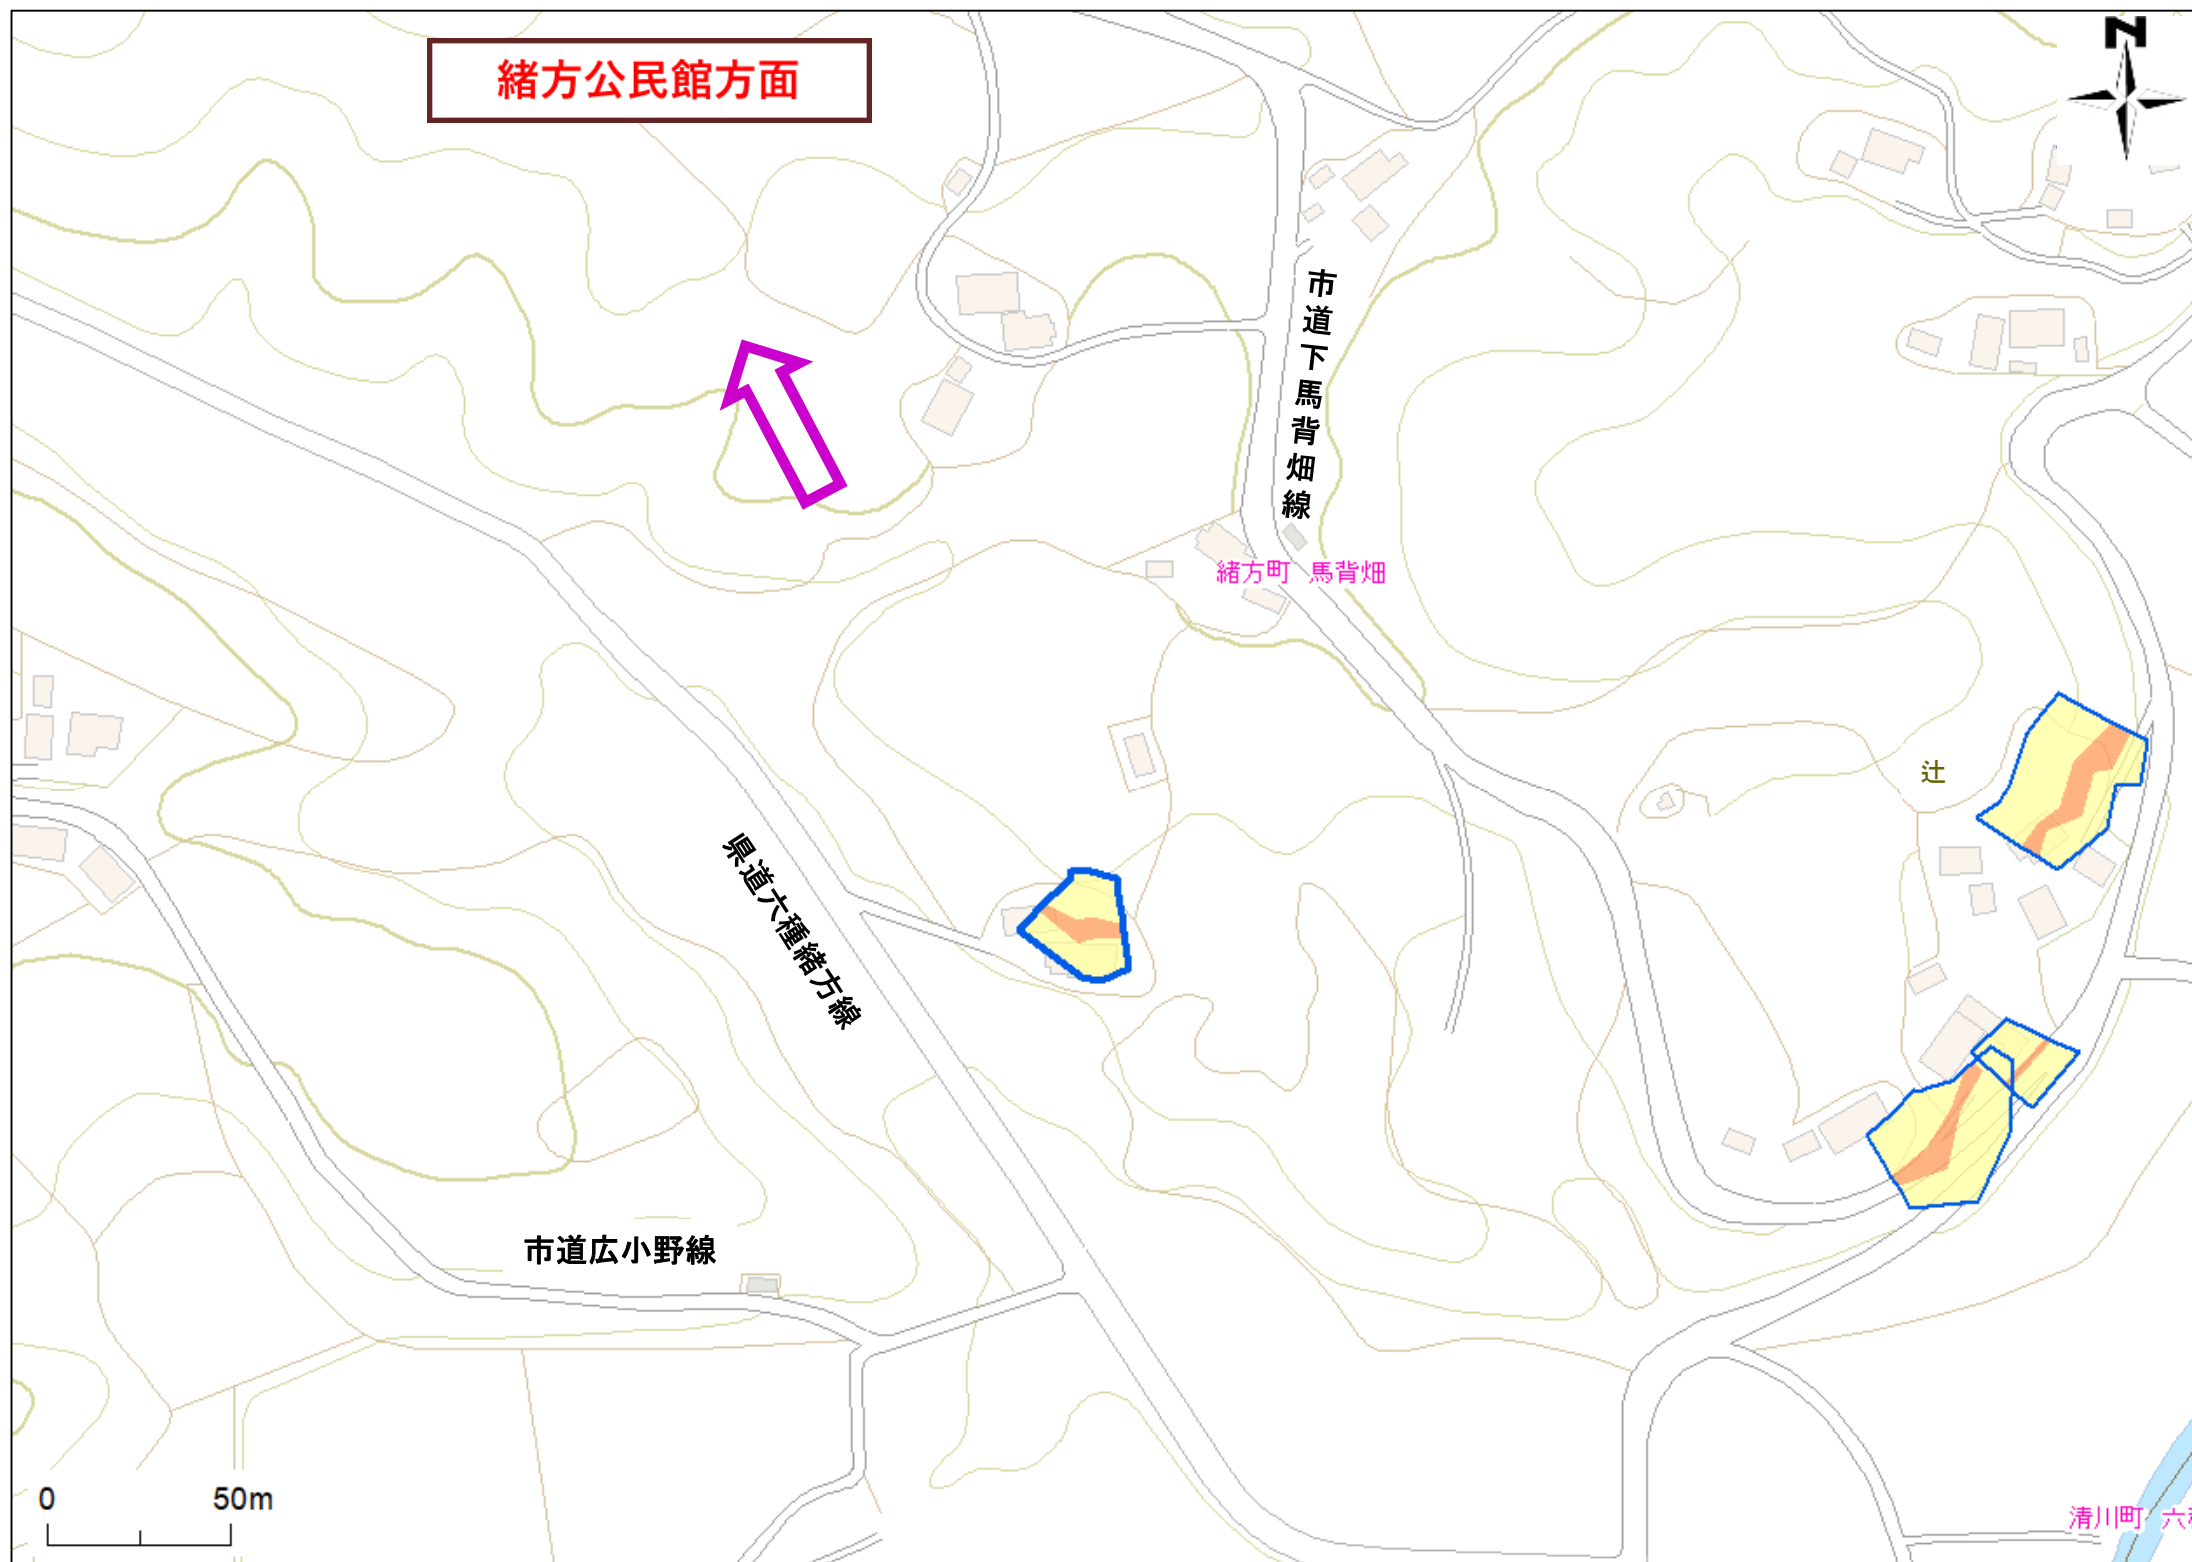 緒方公民館方面
N
市道下馬背畑線
緒方町 馬背畑
辻
県道六種緒方線
市道広小野線
0 50m
清川町 六